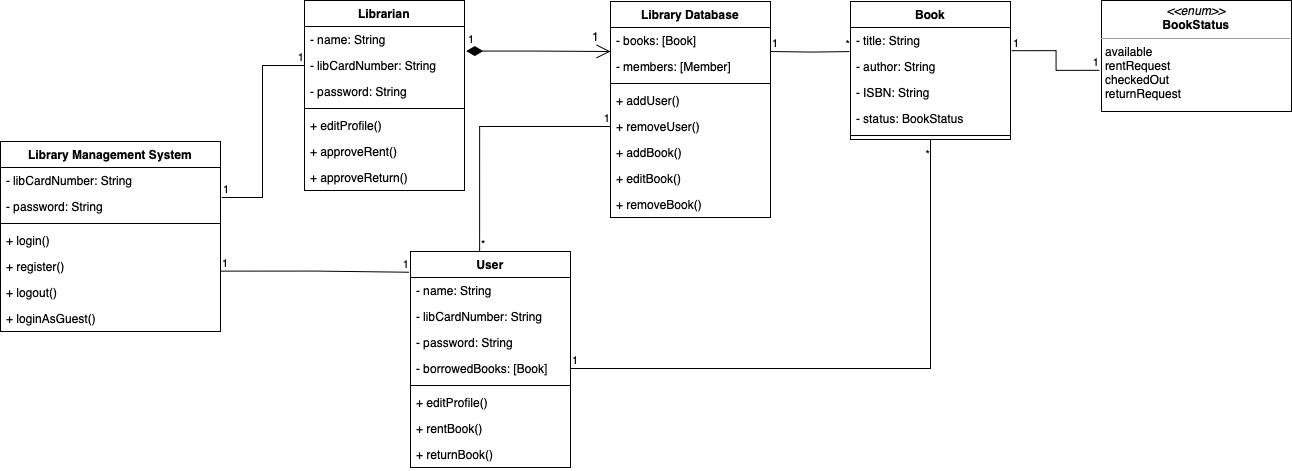 Librarian
- name: String
- libCardNumber: String
- password: String
+ editProfile()
+ approveRent()
+ approveReturn()
1
1
1
Library Database
- books: [Book]
- members: [Member]
+ addUser()
+ removeUser()
+ addBook()
+ editBook()
+ removeBook()
1
*
1
Book
- title: String
- author: String
- ISBN: String
- status: BookStatus
1
1
*
<<enum>>
BookStatus
available
rentRequest
checkedOut
returnRequest
Library Management System
- libCardNumber: String
- password: String
+ login()
+ register()
+ logout()
+ loginAsGuest()
1
1
1
*
User
- name: String
- libCardNumber: String
- password: String
- borrowedBooks: [Book]
+ editProfile()
+ rentBook()
+ returnBook()
1